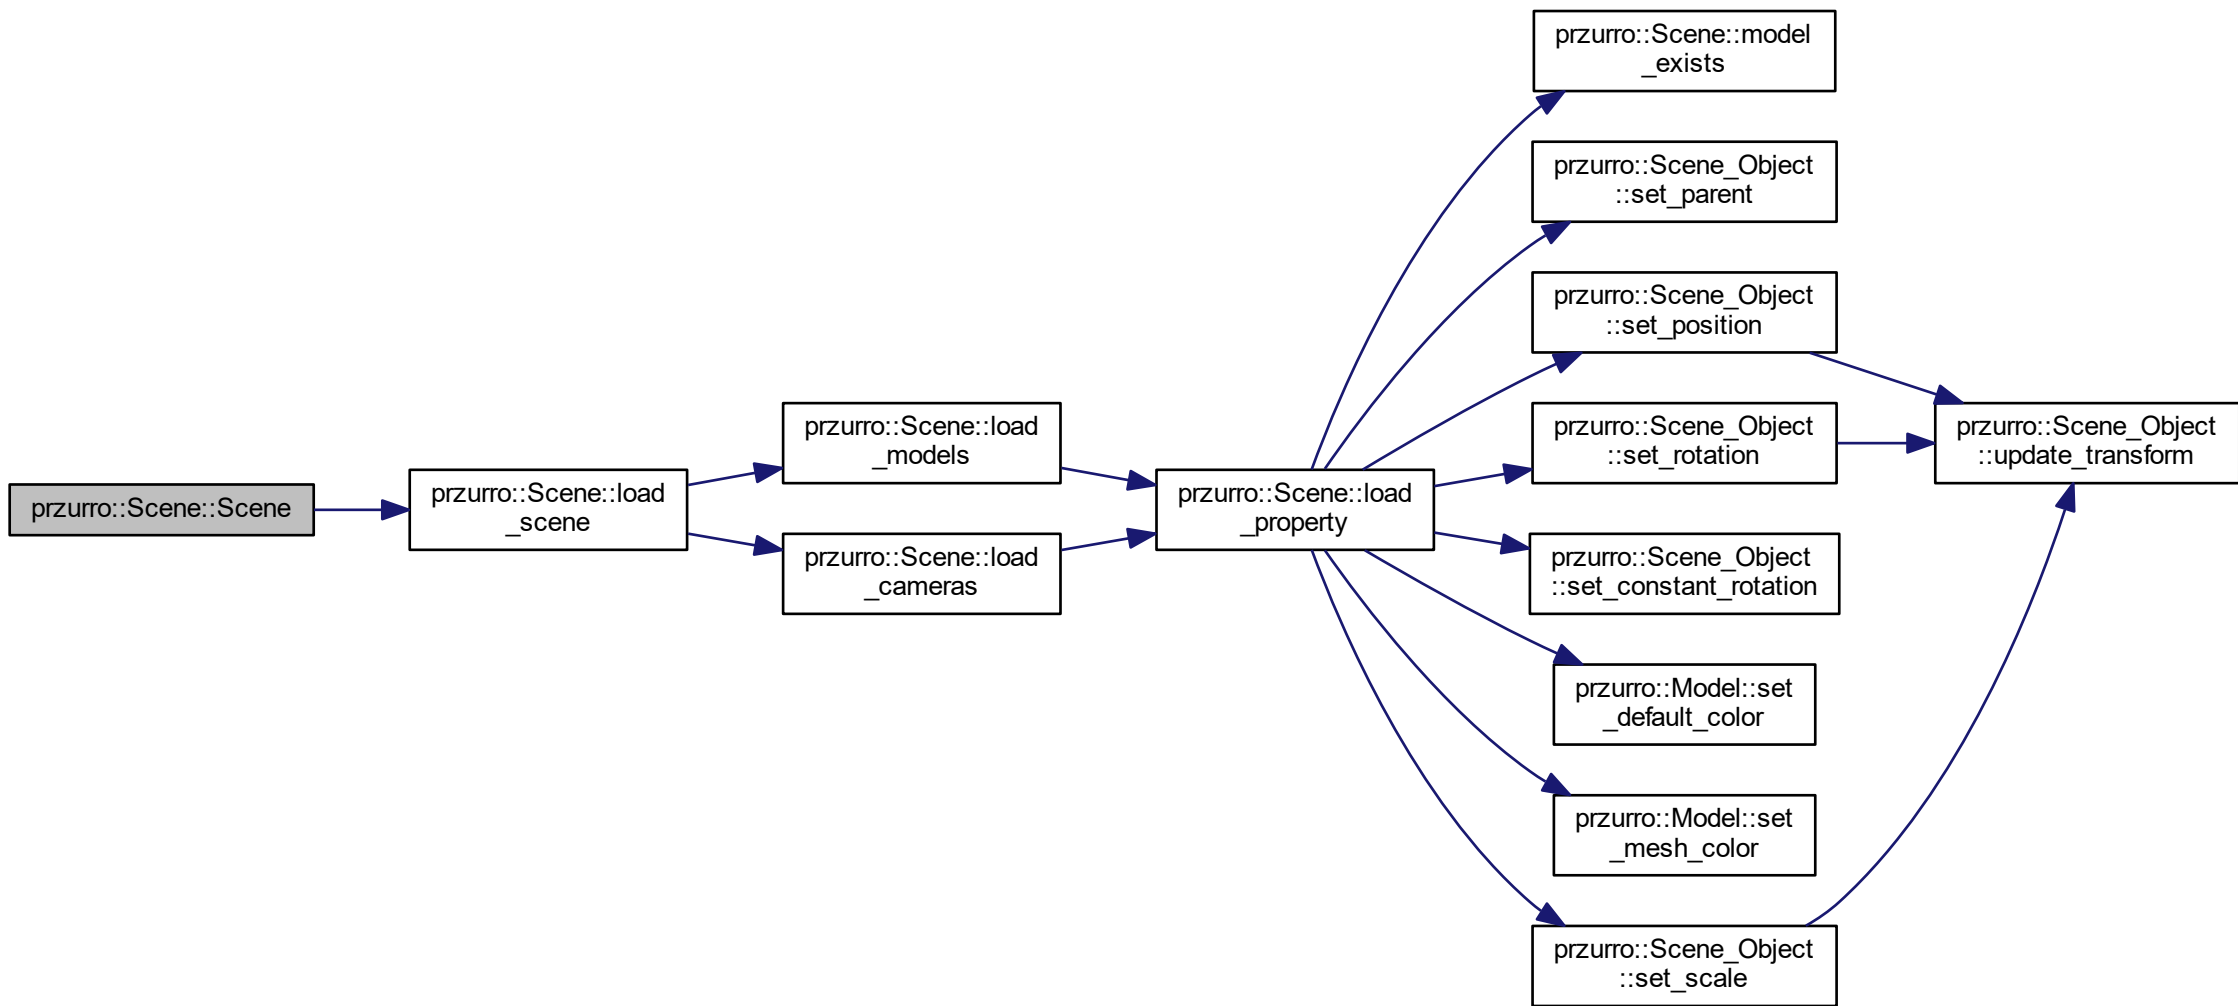 przurro::Scene::Scene
przurro::Scene::load
_scene
przurro::Scene::load
_models
przurro::Scene::load
_cameras
przurro::Scene::load
_property
przurro::Scene::model
_exists
przurro::Scene_Object
::set_parent
przurro::Scene_Object
::set_position
przurro::Scene_Object
::set_rotation
przurro::Scene_Object
::set_constant_rotation
przurro::Model::set
_default_color
przurro::Model::set
_mesh_color
przurro::Scene_Object
::set_scale
przurro::Scene_Object
::update_transform